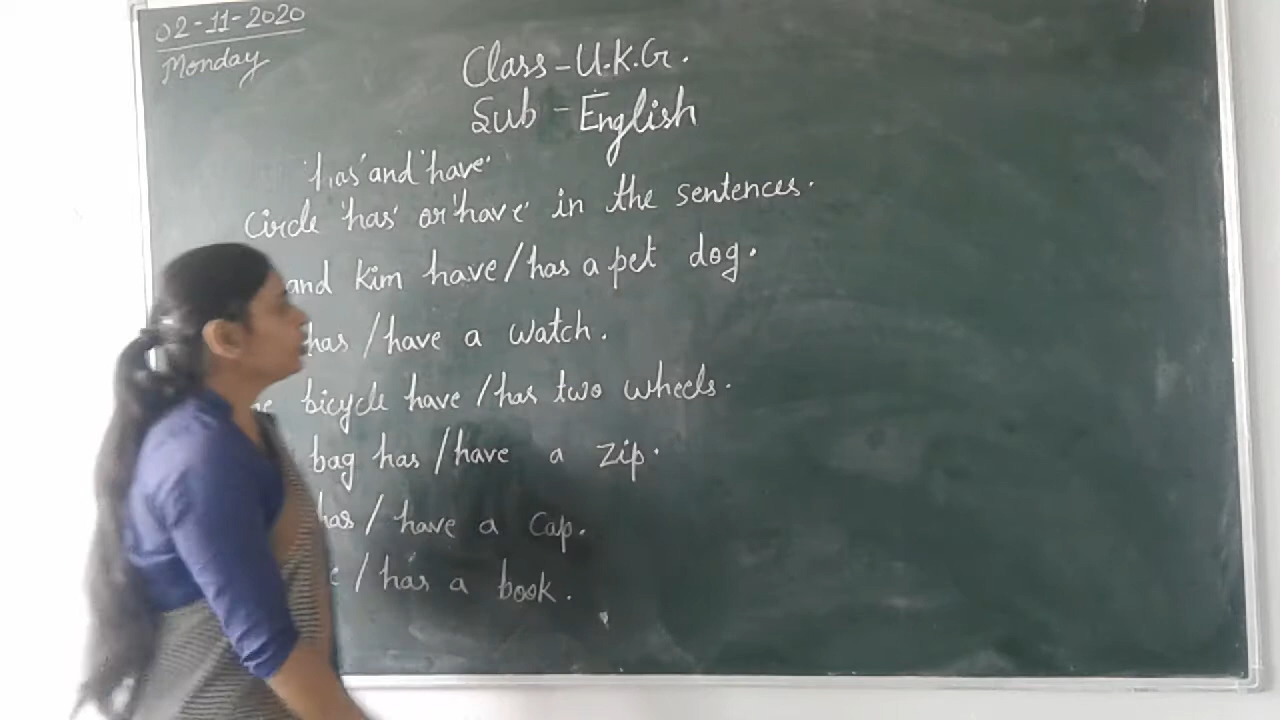 02-11-2020
Monday
Class-U.K.G.
Sub-English
'has' and 'have'
Circle 'has' or 'have' in the sentences.
and Kim have/has a pet dog.
has/have a watch.
bicycle have/has two wheels.
bag has/have a zip.
has/have a cap.
/has a book.